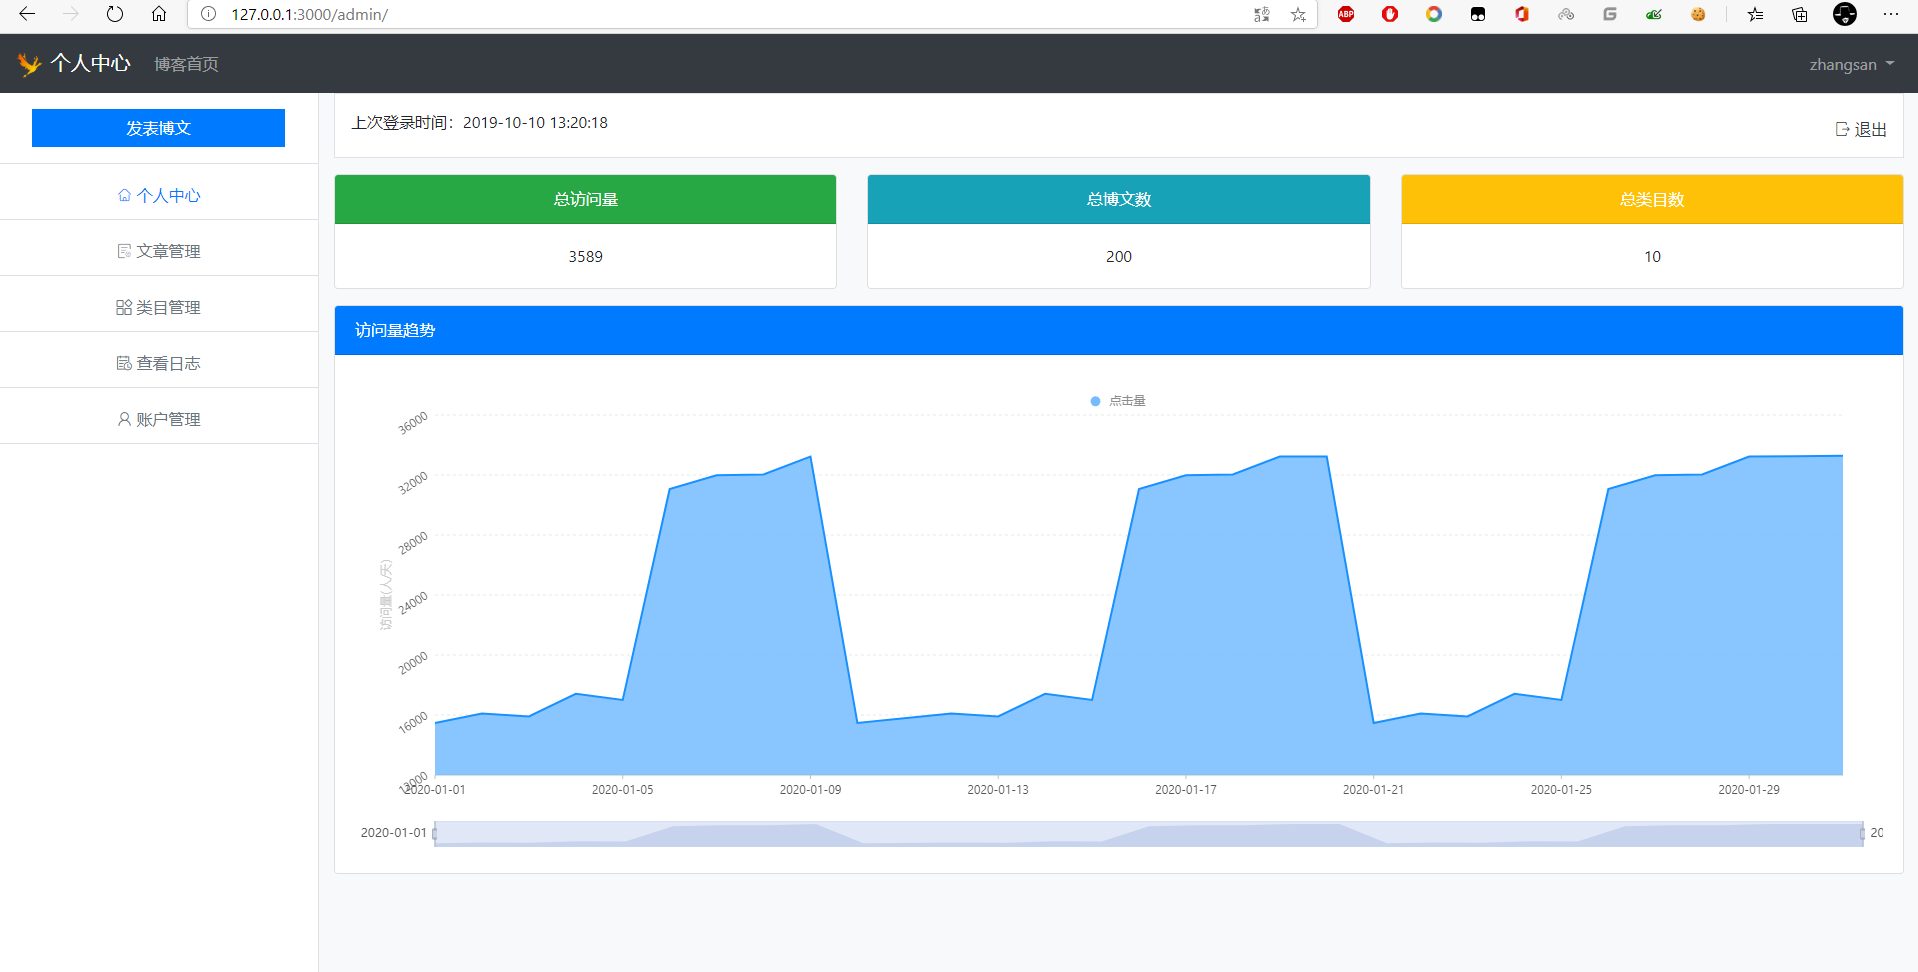 127.0.0.1:3000/admin/
ABP
个人中心
博客首页
zhangsan
发表博文
上次登录时间：2019-10-10 13:20:18
退出
个人中心
文章管理
类目管理
查看日志
账户管理
总访问量
总博文数
总类目数
3589
200
10
访问量趋势
点击量
访问量(人/天)
36000
32000
28000
24000
20000
16000
2020-01-01
2020-01-05
2020-01-09
2020-01-13
2020-01-17
2020-01-21
2020-01-25
2020-01-29
2020-01-01
20